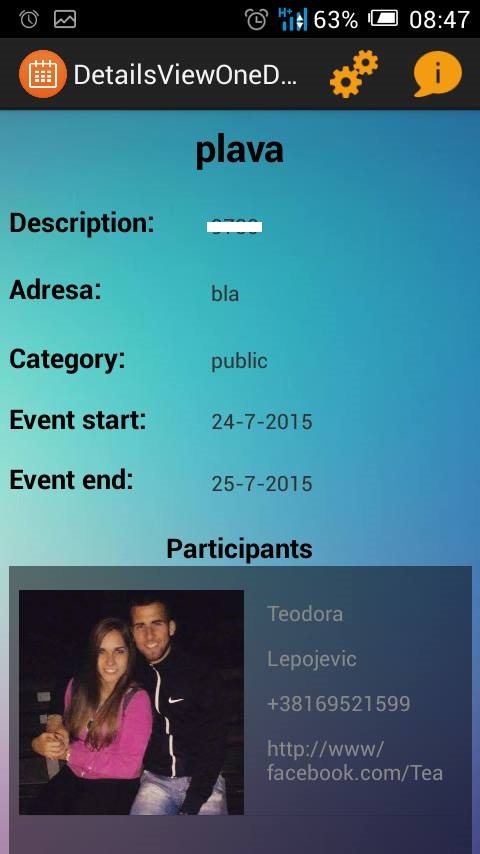 63% 08:47
DetailsViewOneD...
plava
Description:
Adresa: bla
Category: public
Event start: 24-7-2015
Event end: 25-7-2015
Participants
Teodora
Lepojevic
+38169521599
http://www/
facebook.com/Tea